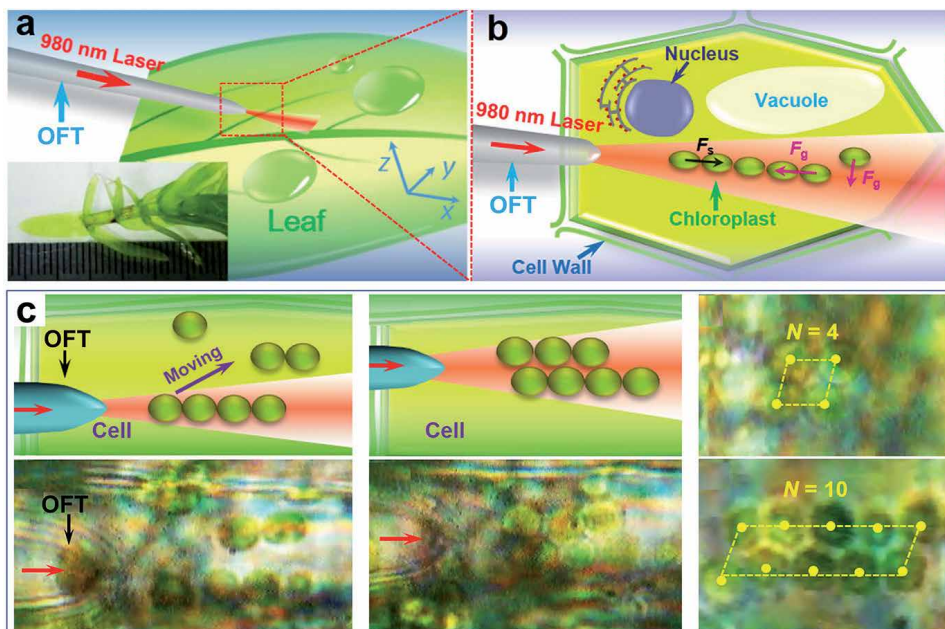 a
980 nm Laser
OFT
z
y
x
Leaf
b
Nucleus
Vacuole
980 nm Laser
Fs
Fg
Fg
OFT
Chloroplast
Cell Wall
c
OFT
Moving
Cell
Cell
N = 4
OFT
N = 10